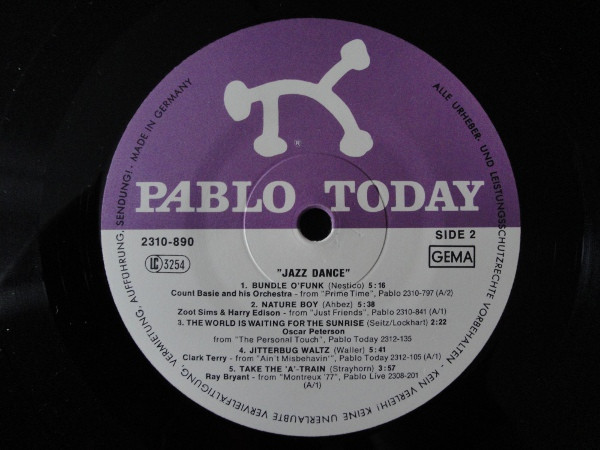 PABLO TODAY
2310-890
SIDE 2
LC 3254
GEMA
"JAZZ DANCE"
1. BUNDLE O'FUNK (Nestico) 5:16
Count Basie and his Orchestra - from "Prime Time", Pablo 2310-797 (A/2)
2. NATURE BOY (Ahbez) 5:38
Zoot Sims & Harry Edison - from "Just Friends", Pablo 2310-841 (A/1)
3. THE WORLD IS WAITING FOR THE SUNRISE (Seitz/Lockhart) 2:22
Oscar Peterson
from "The Personal Touch", Pablo Today 2312-135
4. JITTERBUG WALTZ (Waller) 5:41
Clark Terry - from "Ain't Misbehavin'", Pablo Today 2312-105 (A/1)
5. TAKE THE 'A'-TRAIN (Strayhorn) 3:57
Ray Bryant - from "Montreux '77", Pablo Live 2308-201
(A/1)
ALLE URHEBER- UND LEISTUNGSSCHUTZRECHTE VORBEHALTEN - KEIN VERLEIH! KEINE UNERLAUBTE VERVIELFÄLTIGUNG, VERMIETUNG, AUFFÜHRUNG, SENDUNG! · MADE IN GERMANY
®